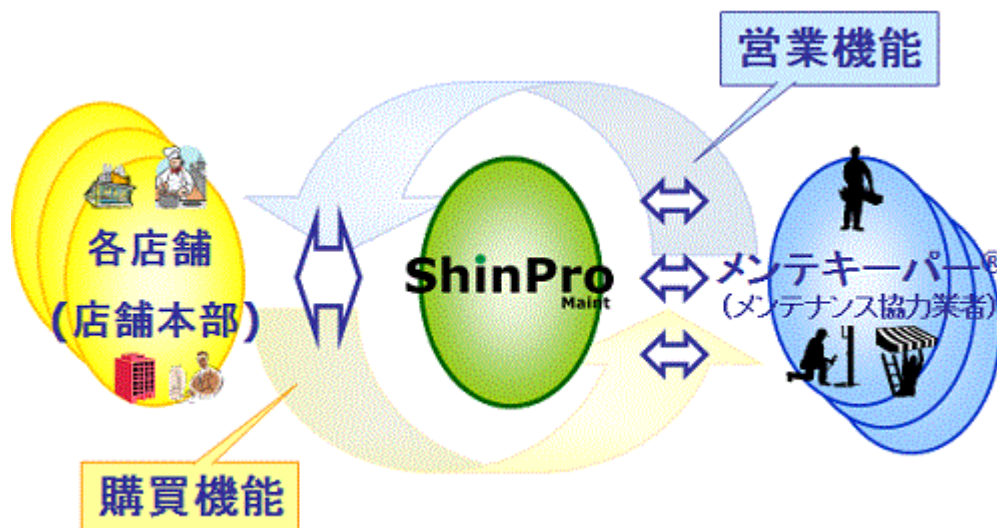 営業機能
各店舗
(店舗本部)
ShinPro
Maint
メンテキーパー®
(メンテナンス協力業者)
購買機能